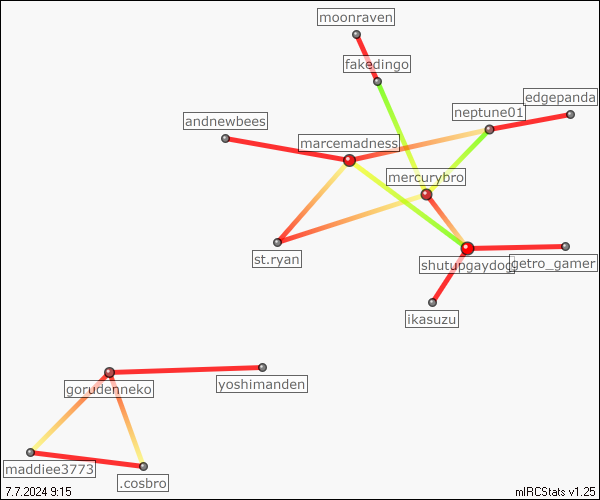 moonraven
fakedingo
edgepanda
neptune01
andnewbees
marcemadness
mercurybro
st.ryan
shutupgaydog
getro_gamer
ikasuzu
yoshimanden
gorudenneko
maddiee3773
.cosbro
7.7.2024 9:15
mIRCStats v1.25